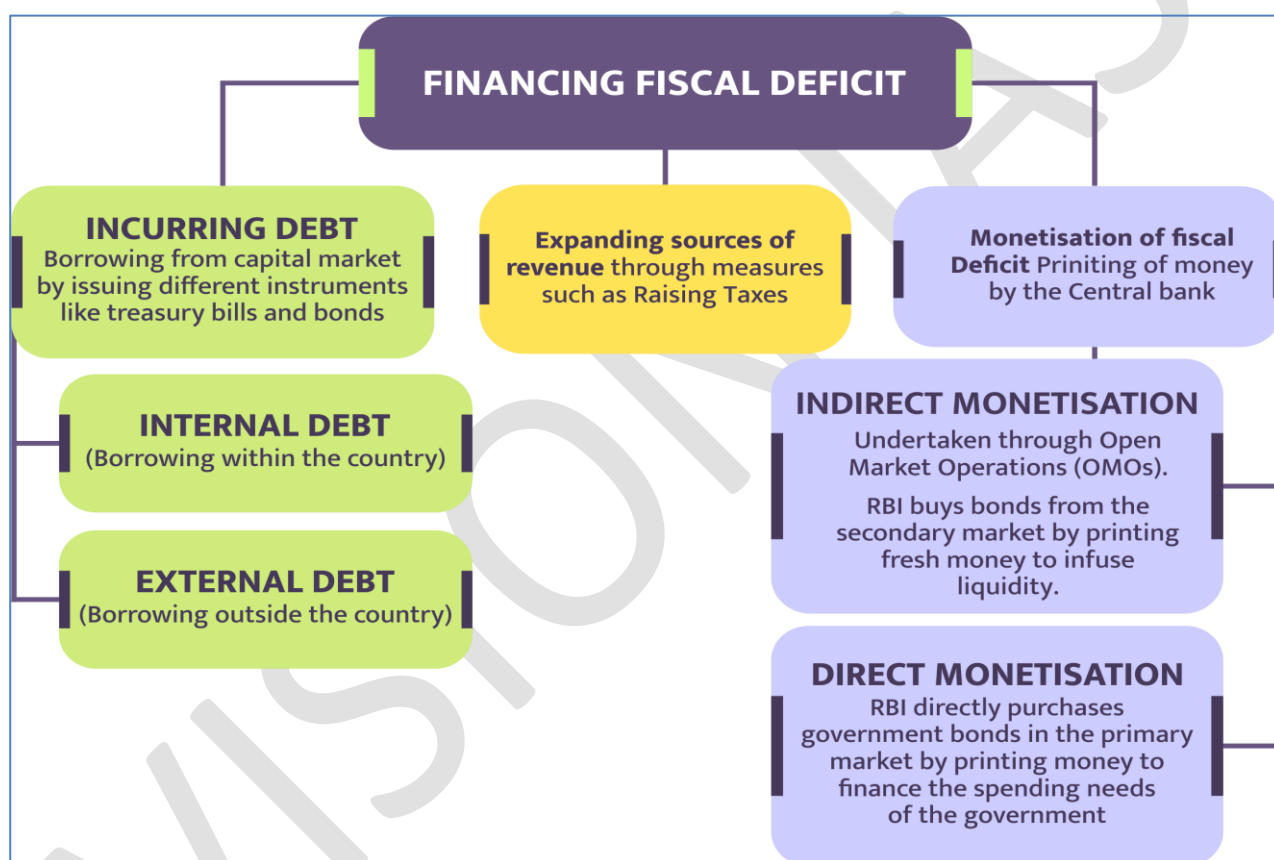 FINANCING FISCAL DEFICIT
INCURRING DEBT
Borrowing from capital market
by issuing different instruments
like treasury bills and bonds
INTERNAL DEBT
(Borrowing within the country)
EXTERNAL DEBT
(Borrowing outside the country)
Expanding sources of
revenue through measures
such as Raising Taxes
Monetisation of fiscal
Deficit Priniting of money
by the Central bank
INDIRECT MONETISATION
Undertaken through Open
Market Operations (OMOs).
RBI buys bonds from the
secondary market by printing
fresh money to infuse
liquidity.
DIRECT MONETISATION
RBI directly purchases
government bonds in the primary
market by printing money to
finance the spending needs
of the government
VISIONIAS